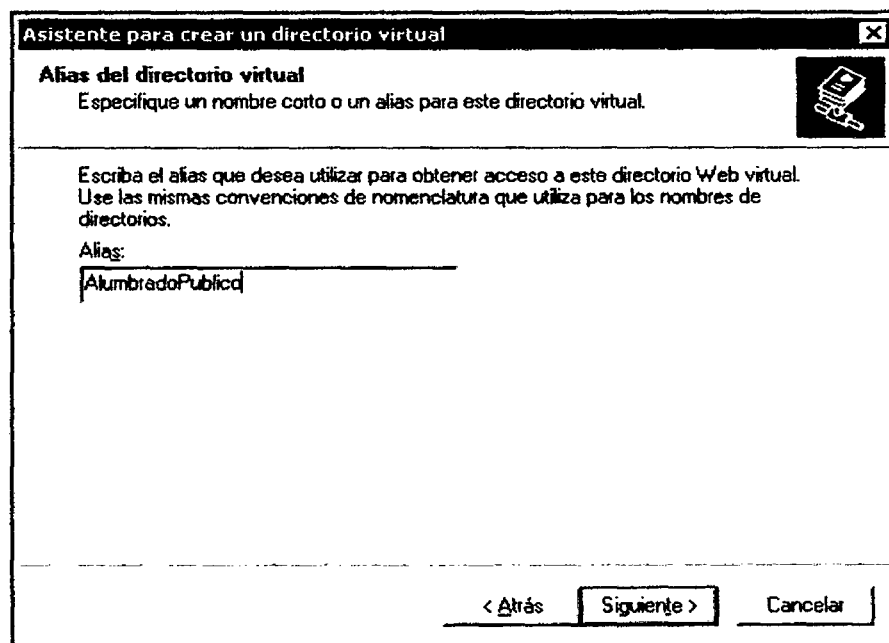 Asistente para crear un directorio virtual
Alias del directorio virtual
Especifique un nombre corto o un alias para este directorio virtual.
Escriba el alias que desea utilizar para obtener acceso a este directorio Web virtual.
Use las mismas convenciones de nomenclatura que utiliza para los nombres de
directorios.
Alias:
AlumbradoPublico
< Atrás
Siguiente >
Cancelar